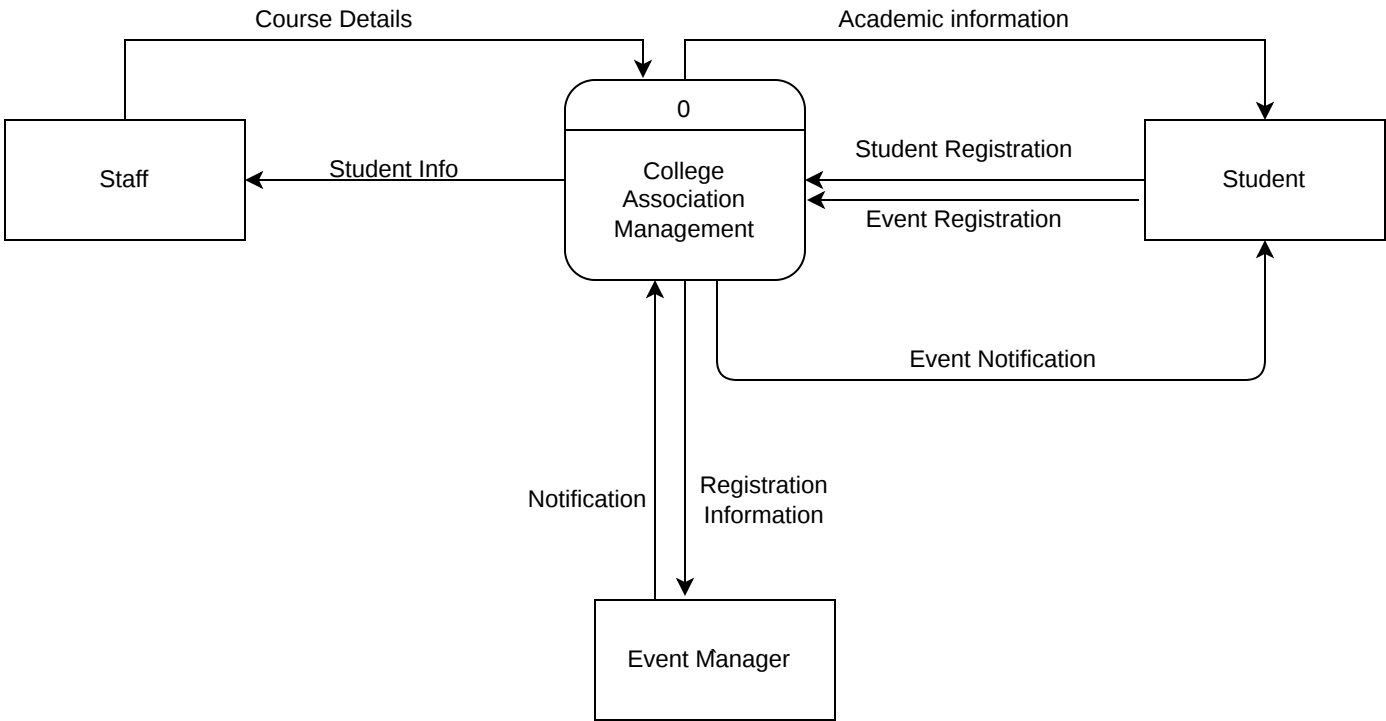 Course Details
Academic information
0
Student Registration
Student Info
College
Association
Management
Staff
Student
Event Registration
Event Notification
Notification
Registration
Information
Event Manager